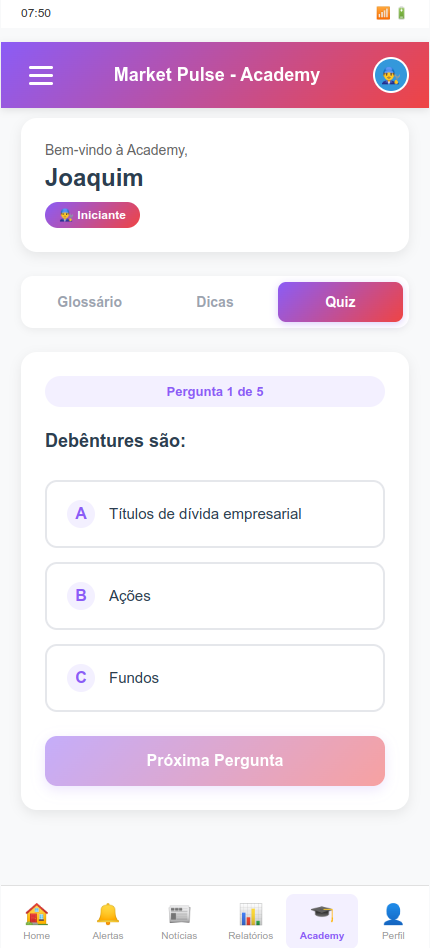 07:50
Market Pulse - Academy
Bem-vindo à Academy,
Joaquim
Iniciante
Glossário Dicas Quiz
Pergunta 1 de 5
Debêntures são:
A Títulos de dívida empresarial
B Ações
C Fundos
Próxima Pergunta
Home Alertas Notícias Relatórios Academy Perfil